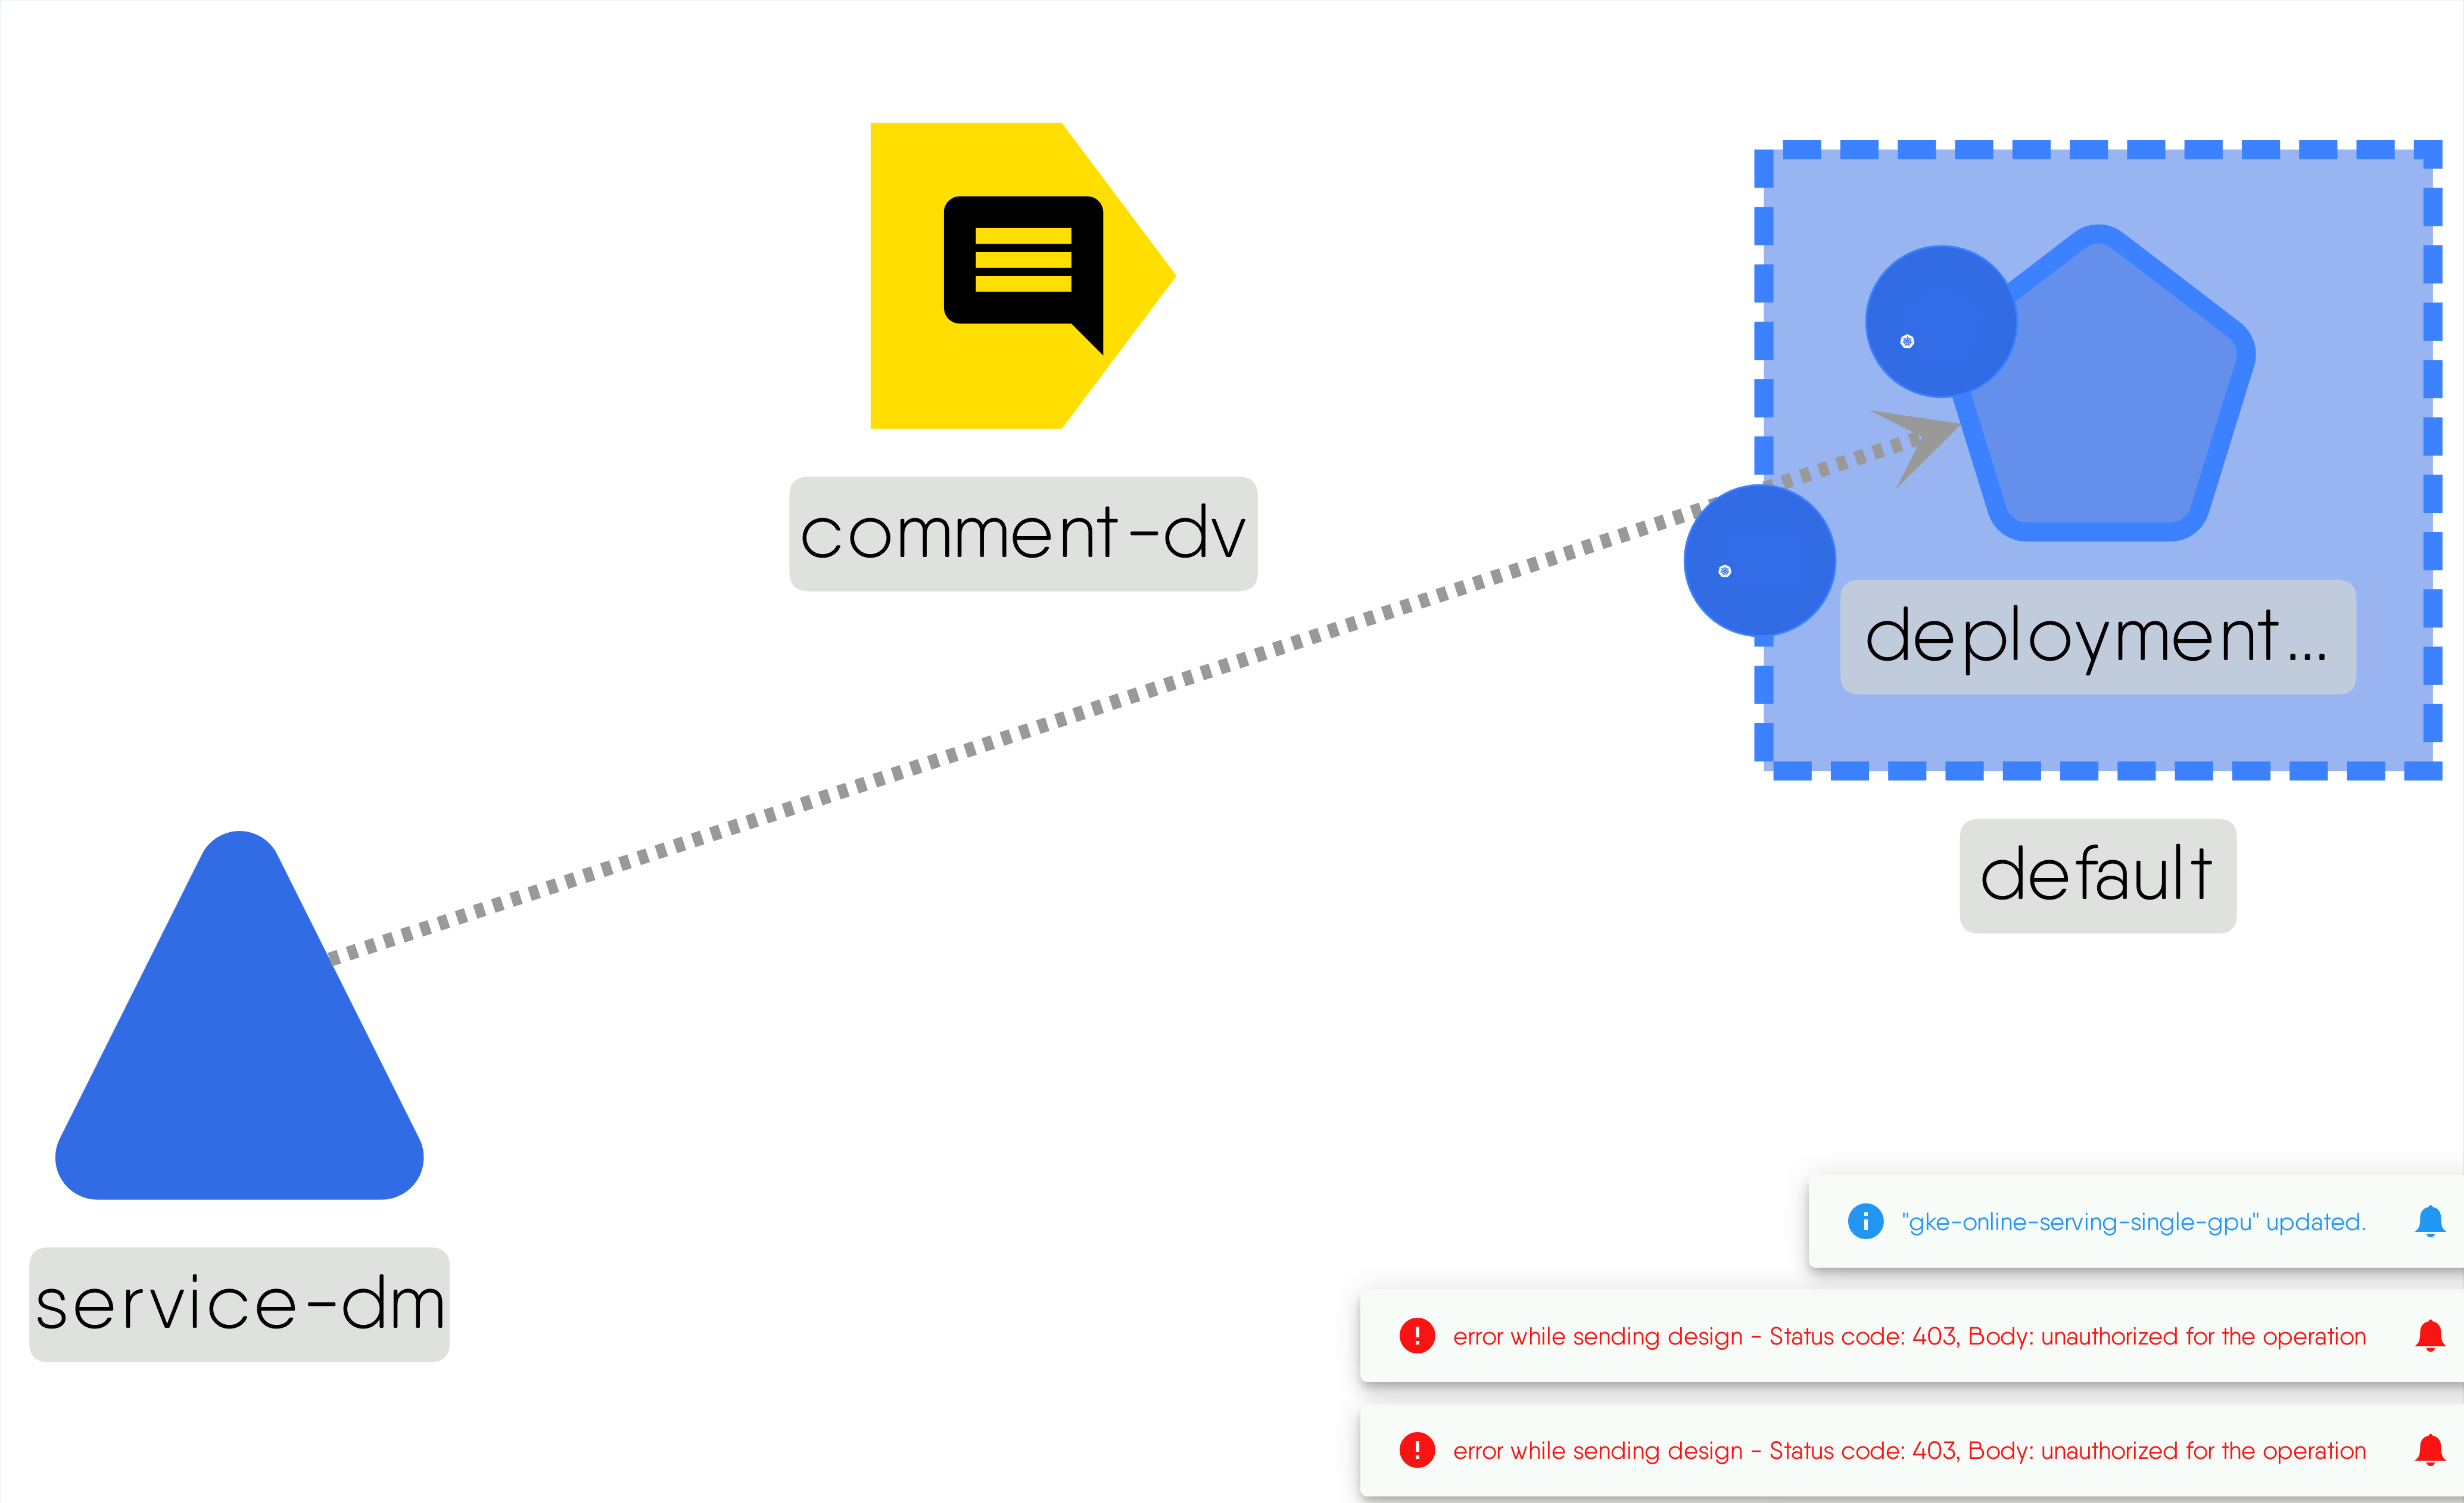 comment-dv
deployment...
default
service-dm
"gke-online-serving-single-gpu" updated.
error while sending design - Status code: 403, Body: unauthorized for the operation
error while sending design - Status code: 403, Body: unauthorized for the operation